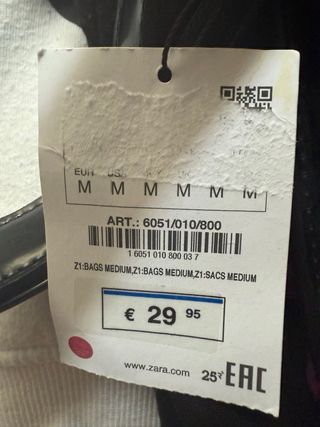 EUR
M M M M M
ART.: 6051/010/800
1 6051 010 800 03 7
Z1:BAGS MEDIUM,Z1:BAGS MEDIUM,Z1:SACS MEDIUM
€ 29 95
www.zara.com
25 EAC